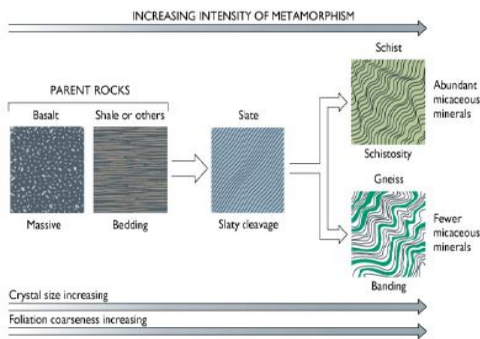 INCREASING INTENSITY OF METAMORPHISM
PARENT ROCKS
Basalt
Shale or others
Massive
Bedding
Slate
Slaty cleavage
Schist
Schistosity
Abundant
micaceous
minerals
Gneiss
Banding
Fewer
micaceous
minerals
Crystal size increasing
Foliation coarseness increasing